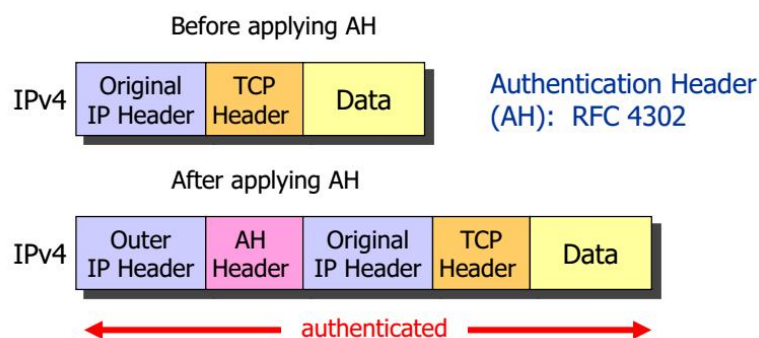 Before applying AH
IPv4
Original
IP Header
TCP
Header
Data
Authentication Header
(AH): RFC 4302
After applying AH
IPv4
Outer
IP Header
AH
Header
Original
IP Header
TCP
Header
Data
authenticated